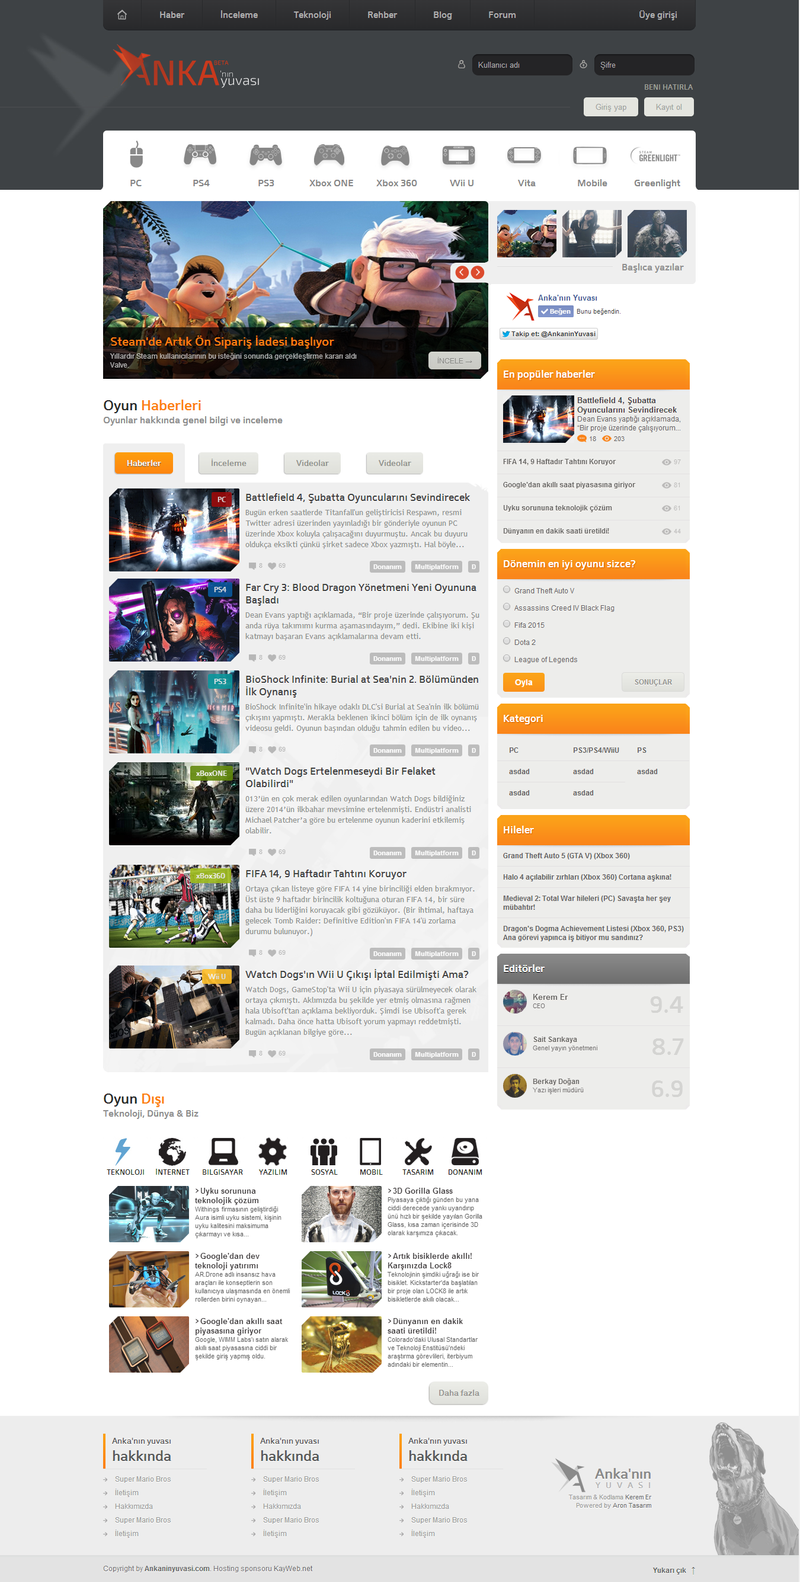 Haber İnceleme Teknoloji Rehber Blog Forum Üye girişi
ANKA BETA
'nın
yuvası
Kullanıcı adı Şifre
BENI HATIRLA
Giriş yap Kayıt ol
STEAM
GREENLIGHT
PC PS4 PS3 Xbox ONE Xbox 360 Wii U Vita Mobile Greenlight
Steam'de Artık Ön Sipariş İadesi başlıyor
Yıllardır Steam kullanıcılarının bu isteğini sonunda gerçekleştirme kararı aldı
Valve,
INCELE →
Başlıca yazılar
Anka'nın Yuvası
Beğen Bunu beğendin.
Takip et: @AnkaninYuvasi
Oyun Haberleri
Oyunlar hakkında genel bilgi ve inceleme
Haberler İnceleme Videolar Videolar
PC
Battlefield 4, Şubatta Oyuncularını Sevindirecek
Bugün erken saatlerde Titanfall'un geliştiricisi Respawn, resmi
Twitter adresi üzerinden yayınladığı bir gönderiyle oyunun PC
üzerinde Xbox koluyla çalışacağını duyurmuştu. Ancak bu duyuru
oldukça eksikti çünkü şirket sadece Xbox yazmıştı. Hal böyle...
8 69 Donanım Multiplatform D
PS4
Far Cry 3: Blood Dragon Yönetmeni Yeni Oyununa
Başladı
Dean Evans yaptığı açıklamada, “Bir proje üzerinde çalışıyorum. Şu
anda rüya takımımı kurma aşamasındayım,” dedi. Ekibine iki kişi
katmayı başaran Evans açıklamalarına devam etti.
8 69 Donanım Multiplatform D
PS3
BioShock Infinite: Burial at Sea'nin 2. Bölümünden
İlk Oynanış
BioShock Infinite'in hikaye odaklı DLC'si Burial at Sea'nin ilk bölümü
çıkışını yapmıştı. Merakla beklenen ikinci bölüm için de ilk oynanış
videosu geldi. Oyunun başından olduğu tahmin edilen bu video...
8 69 Donanım Multiplatform D
xBoxONE
"Watch Dogs Ertelenmeseydi Bir Felaket
Olabilirdi"
013’ün en çok merak edilen oyunlarından Watch Dogs bildiğiniz
üzere 2014’ün ilkbahar mevsimine ertelenmişti. Endüstri analisti
Michael Patcher’a göre bu ertelenme oyunun kaderini etkilemiş
olabilir.
8 69 Donanım Multiplatform D
xBox360
FIFA 14, 9 Haftadır Tahtını Koruyor
Ortaya çıkan listeye göre FIFA 14 yine birinciliği elden bırakmıyor.
Üst üste 9 haftadır birincilik koltuğuna oturan FIFA 14, bir süre
daha bu liderliğini koruyacak gibi gözüküyor. (Bir ihtimal, haftaya
gelecek Tomb Raider: Definitive Edition'ın FIFA 14'ü zorlama
durumu bulunuyor.)
8 69 Donanım Multiplatform D
Wii U
Watch Dogs'ın Wii U Çıkışı İptal Edilmişti Ama?
Watch Dogs, GameStop'ta Wii U için piyasaya sürülmeyecek olarak
ortaya çıkmıştı. Aklımızda bu şekilde yer etmiş olmasına rağmen
hala Ubisoft'tan açıklama bekliyorduk. Şimdi ise Ubisoft'a gerek
kalmadı. Daha önce hatta Ubisoft yorum yapmayı reddetmişti.
Bugün açıklanan bilgiye göre...
8 69 Donanım Multiplatform D
En popüler haberler
Battlefield 4, Şubatta
Oyuncularını Sevindirecek
Dean Evans yaptığı açıklamada,
“Bir proje üzerinde çalışıyorum...
18 203
FIFA 14, 9 Haftadır Tahtını Koruyor 97
Google'dan akıllı saat piyasasına giriyor 81
Uyku sorununa teknolojik çözüm 61
Dünyanın en dakik saati üretildi! 44
Dönemin en iyi oyunu sizce?
Grand Theft Auto V
Assassins Creed IV Black Flag
Fifa 2015
Dota 2
League of Legends
Oyla SONUÇLAR
Kategori
PC PS3/PS4/WiiU PS
asdad asdad asdad
asdad asdad
Hileler
Grand Theft Auto 5 (GTA V) (Xbox 360)
Halo 4 açılabilir zırhları (Xbox 360) Cortana aşkına!
Medieval 2: Total War hileleri (PC) Savaşta her şey
mübahtır!
Dragon's Dogma Achievement Listesi (Xbox 360, PS3)
Ana görevi yapınca iş bitiyor mu sandınız?
Editörler
Kerem Er
CEO
9.4
Sait Sarıkaya
Genel yayın yönetmeni
8.7
Berkay Doğan
Yazı işleri müdürü
6.9
Oyun Dışı
Teknoloji, Dünya & Biz
TEKNOLOJI İNTERNET BILGISAYAR YAZILIM SOSYAL MOBIL TASARIM DONANIM
> Uyku sorununa
teknolojik çözüm
Withings firmasının geliştirdiği
Aura isimli uyku sistemi, kişinin
uyku kalitesini maksimuma
çıkarmayı ve kısa...
> 3D Gorilla Glass
Piyasaya çıktığı günden bu yana
ciddi derecede yankı uyandırıp
ünü hızlı bir şekilde yayılan Gorilla
Glass, kısa zaman içerisinde 3D
olarak karşımıza çıkacak.
> Google'dan dev
teknoloji yatırımı
AR.Drone adlı insansız hava
araçları ile konseptlerin son
kullanıcıya ulaşmasında en önemli
rollerden birini oynayan...
> Artık bisiklerde akıllı!
Karşınızda Lock8
Teknolojinin şimdiki uğrağı ise bir
bisiklet. Kickstarter'da başlatılan
bir proje olan LOCK8 ile artık
bisikletlerde akıllı olacak...
LOCK8
> Google'dan akıllı saat
piyasasına giriyor
Google, WIMM Labs'ı satın alarak
akıllı saat piyasasına ciddi bir
şekilde giriş yapmış oldu.
> Dünyanın en dakik
saati üretildi!
Colorado'daki Ulusal Standartlar
ve Teknoloji Enstitüsü'ndeki
araştırma görevlileri, iterbiyum
adındaki bir elementin...
Daha fazla
Anka'nın yuvası
hakkında
Super Mario Bros
İletişim
Hakkımızda
Super Mario Bros
İletişim
Anka'nın yuvası
hakkında
Super Mario Bros
İletişim
Hakkımızda
Super Mario Bros
İletişim
Anka'nın yuvası
hakkında
Super Mario Bros
İletişim
Hakkımızda
Super Mario Bros
İletişim
Anka'nın
YUVASI
Tasarım & Kodlama Kerem Er
Powered by Aron Tasarım
Copyright by Ankaninyuvasi.com. Hosting sponsoru KayWeb.net
Yukarı çık ↑